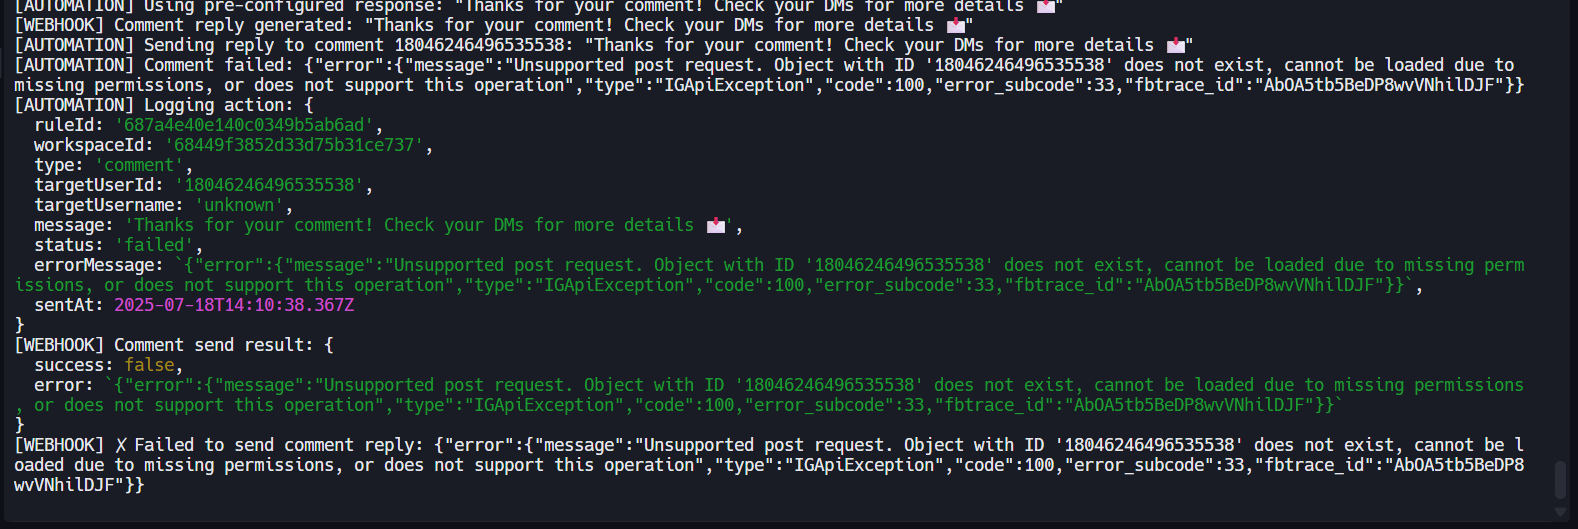 [AUTOMATION] Using pre-configured response: "Thanks for your comment! Check your DMs for more details 📩"
[WEBHOOK] Comment reply generated: "Thanks for your comment! Check your DMs for more details 📩"
[AUTOMATION] Sending reply to comment 18046246496535538: "Thanks for your comment! Check your DMs for more details 📩"
[AUTOMATION] Comment failed: {"error":{"message":"Unsupported post request. Object with ID '18046246496535538' does not exist, cannot be loaded due to
missing permissions, or does not support this operation","type":"IGApiException","code":100,"error_subcode":33,"fbtrace_id":"AbOA5tb5BeDP8wvVNhilDJF"}}
[AUTOMATION] Logging action: {
  ruleId: '687a4e40e140c0349b5ab6ad',
  workspaceId: '68449f3852d33d75b31ce737',
  type: 'comment',
  targetUserId: '18046246496535538',
  targetUsername: 'unknown',
  message: 'Thanks for your comment! Check your DMs for more details 📩',
  status: 'failed',
  errorMessage: `{"error":{"message":"Unsupported post request. Object with ID '18046246496535538' does not exist, cannot be loaded due to missing perm
issions, or does not support this operation","type":"IGApiException","code":100,"error_subcode":33,"fbtrace_id":"AbOA5tb5BeDP8wvVNhilDJF"}}`,
  sentAt: 2025-07-18T14:10:38.367Z
}
[WEBHOOK] Comment send result: {
  success: false,
  error: `{"error":{"message":"Unsupported post request. Object with ID '18046246496535538' does not exist, cannot be loaded due to missing permissions
, or does not support this operation","type":"IGApiException","code":100,"error_subcode":33,"fbtrace_id":"AbOA5tb5BeDP8wvVNhilDJF"}}`
}
[WEBHOOK] ✗ Failed to send comment reply: {"error":{"message":"Unsupported post request. Object with ID '18046246496535538' does not exist, cannot be l
oaded due to missing permissions, or does not support this operation","type":"IGApiException","code":100,"error_subcode":33,"fbtrace_id":"AbOA5tb5BeDP8
wvVNhilDJF"}}